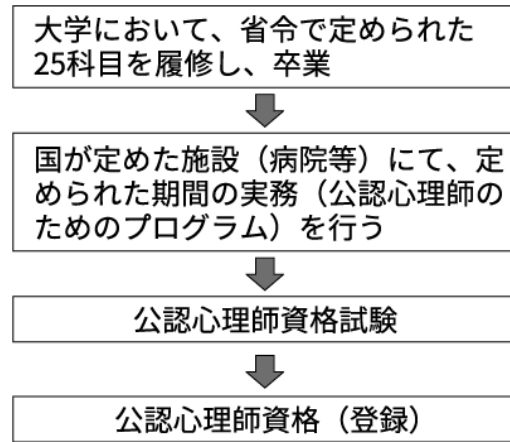 大学において、省令で定められた
25科目を履修し、卒業
国が定めた施設（病院等）にて、定
められた期間の実務（公認心理師の
ためのプログラム）を行う
公認心理師資格試験
公認心理師資格（登録）